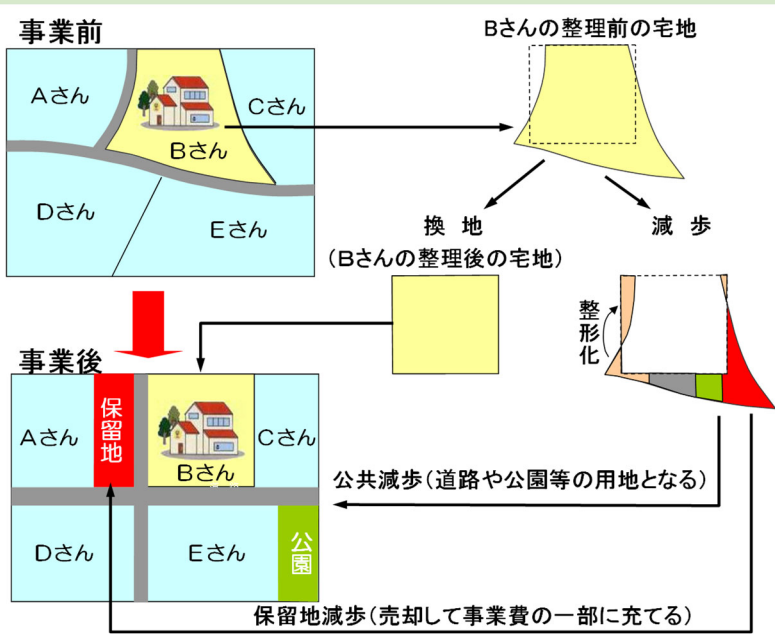 事業前
Bさんの整理前の宅地
Aさん
Cさん
Bさん
Dさん
Eさん
換 地
減 歩
(Bさんの整理後の宅地)
整形化
事業後
保留地
Aさん
Cさん
Bさん
公共減歩(道路や公園等の用地となる)
Dさん
Eさん
公園
保留地減歩(売却して事業費の一部に充てる)